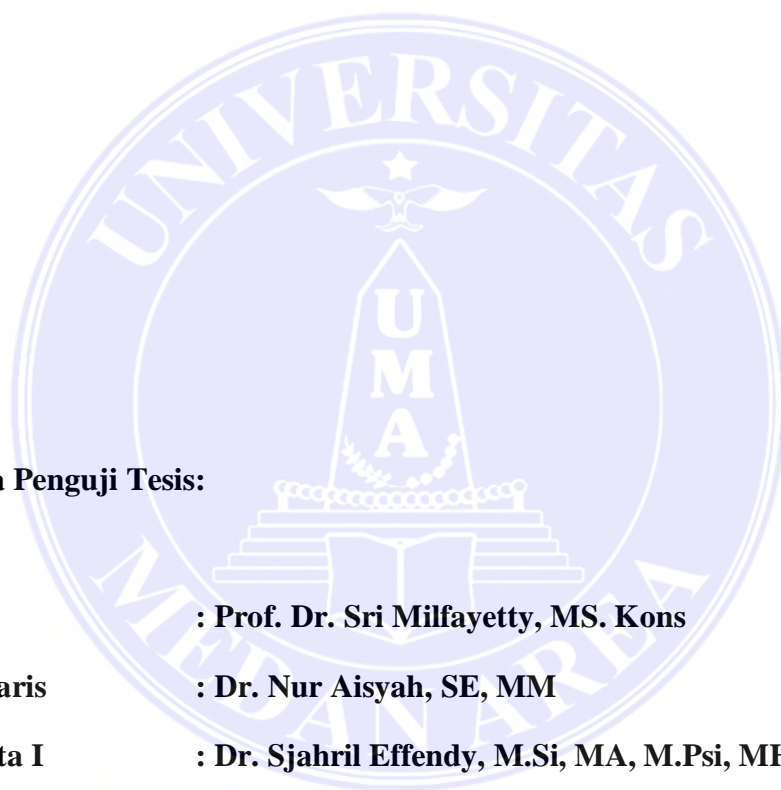 UNIVERSITAS
UMA
MEDAN AREA
Penguji Tesis:
: Prof. Dr. Sri Milfayetty, MS. Kons
aris : Dr. Nur Aisyah, SE, MM
ta I : Dr. Sjahril Effendy, M.Si, MA, M.Psi,